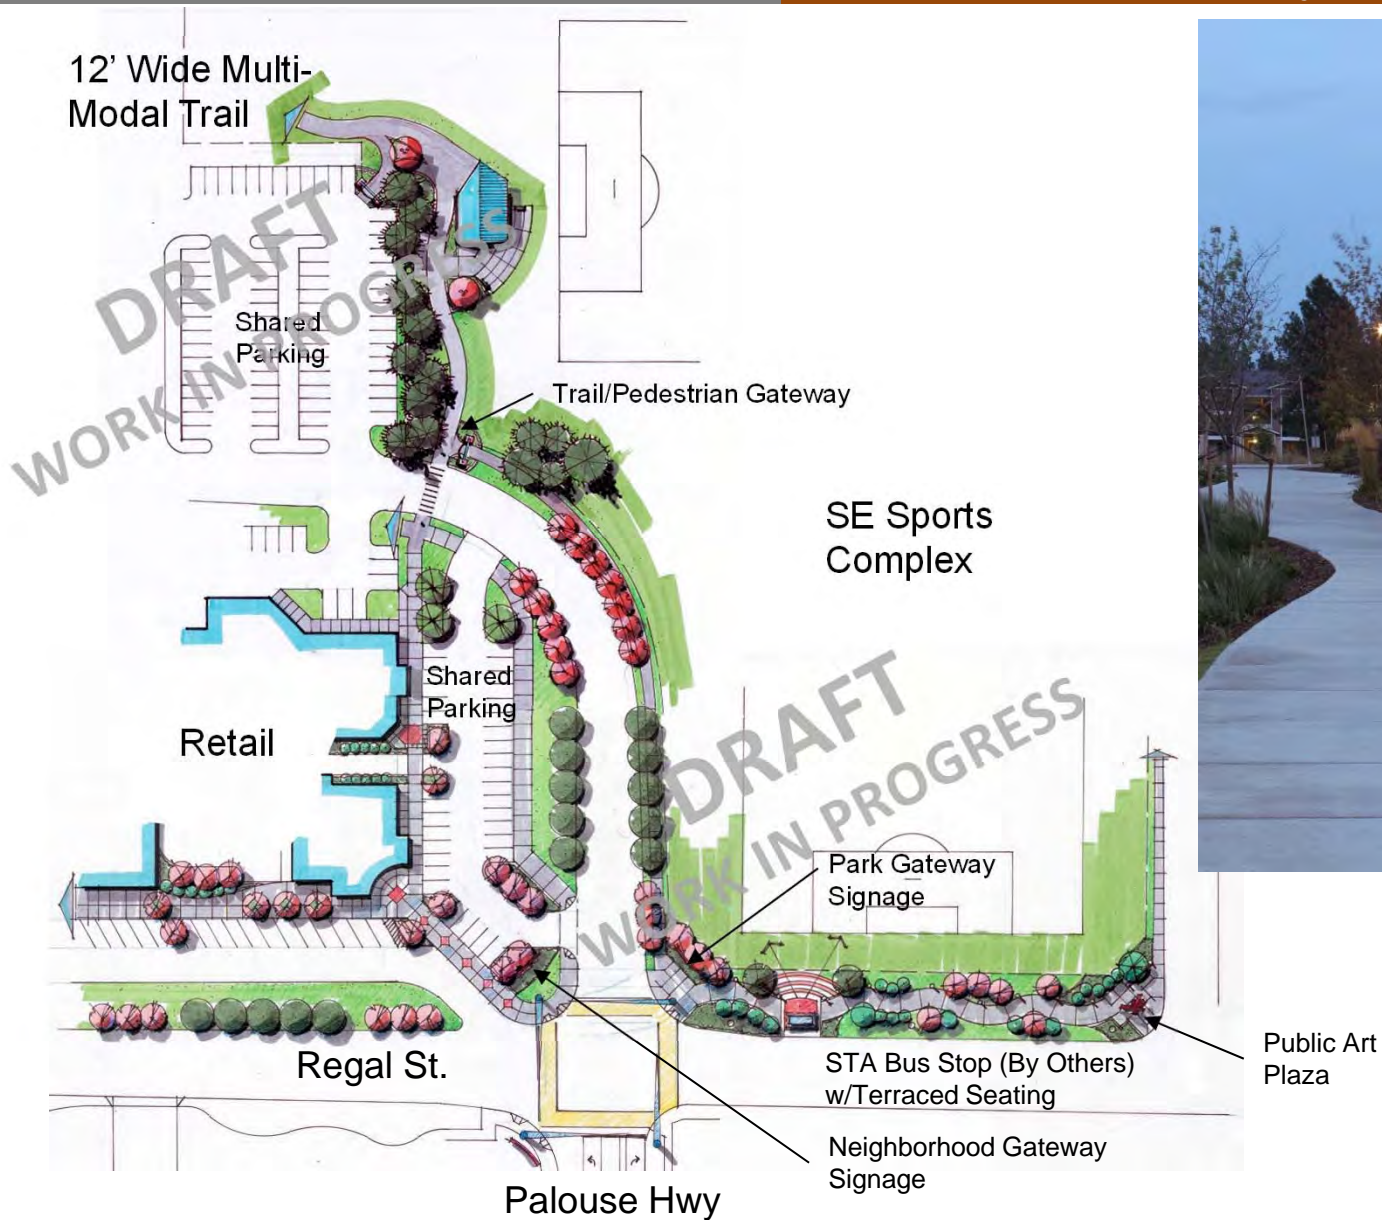 12' Wide Multi-
Modal Trail
DRAFT
WORK IN PROGRESS
Shared
Parking
Trail/Pedestrian Gateway
SE Sports
Complex
Shared
Parking
Retail
DRAFT
WORK IN PROGRESS
Park Gateway
Signage
Regal St.
STA Bus Stop (By Others)
w/Terraced Seating
Public Art
Plaza
Neighborhood Gateway
Signage
Palouse Hwy